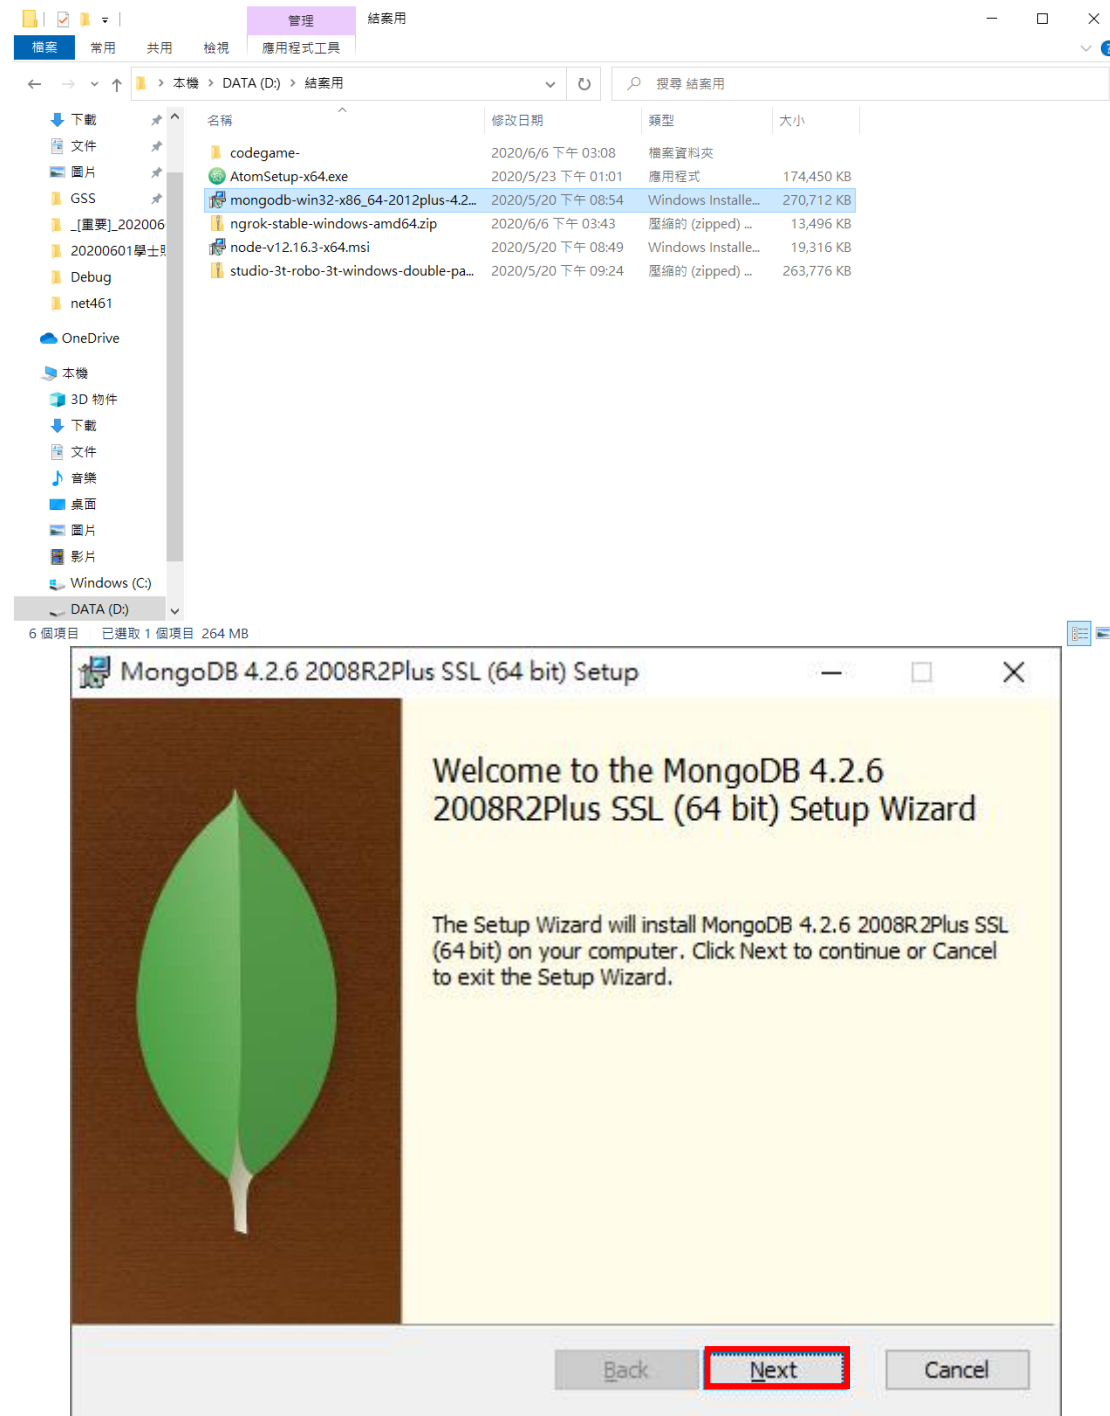 管理 結案用
檔案 常用 共用 檢視 應用程式工具
本機 DATA (D:) 結案用 搜尋 結案用
名稱 修改日期 類型 大小
codegame- 2020/6/6 下午 03:08 檔案資料夾
AtomSetup-x64.exe 2020/5/23 下午 01:01 應用程式 174,450 KB
mongodb-win32-x86_64-2012plus-4.2... 2020/5/20 下午 08:54 Windows Installe... 270,712 KB
ngrok-stable-windows-amd64.zip 2020/6/6 下午 03:43 壓縮的 (zipped) ... 13,496 KB
node-v12.16.3-x64.msi 2020/5/20 下午 08:49 Windows Installe... 19,316 KB
studio-3t-robo-3t-windows-double-pa... 2020/5/20 下午 09:24 壓縮的 (zipped) ... 263,776 KB
下載
文件
圖片
GSS
_[重要]_202006
20200601學士
Debug
net461
OneDrive
本機
3D 物件
下載
文件
音樂
桌面
圖片
影片
Windows (C:)
DATA (D:)
6 個項目 已選取 1 個項目 264 MB
MongoDB 4.2.6 2008R2Plus SSL (64 bit) Setup
Welcome to the MongoDB 4.2.6
2008R2Plus SSL (64 bit) Setup Wizard
The Setup Wizard will install MongoDB 4.2.6 2008R2Plus SSL
(64 bit) on your computer. Click Next to continue or Cancel
to exit the Setup Wizard.
Back Next Cancel